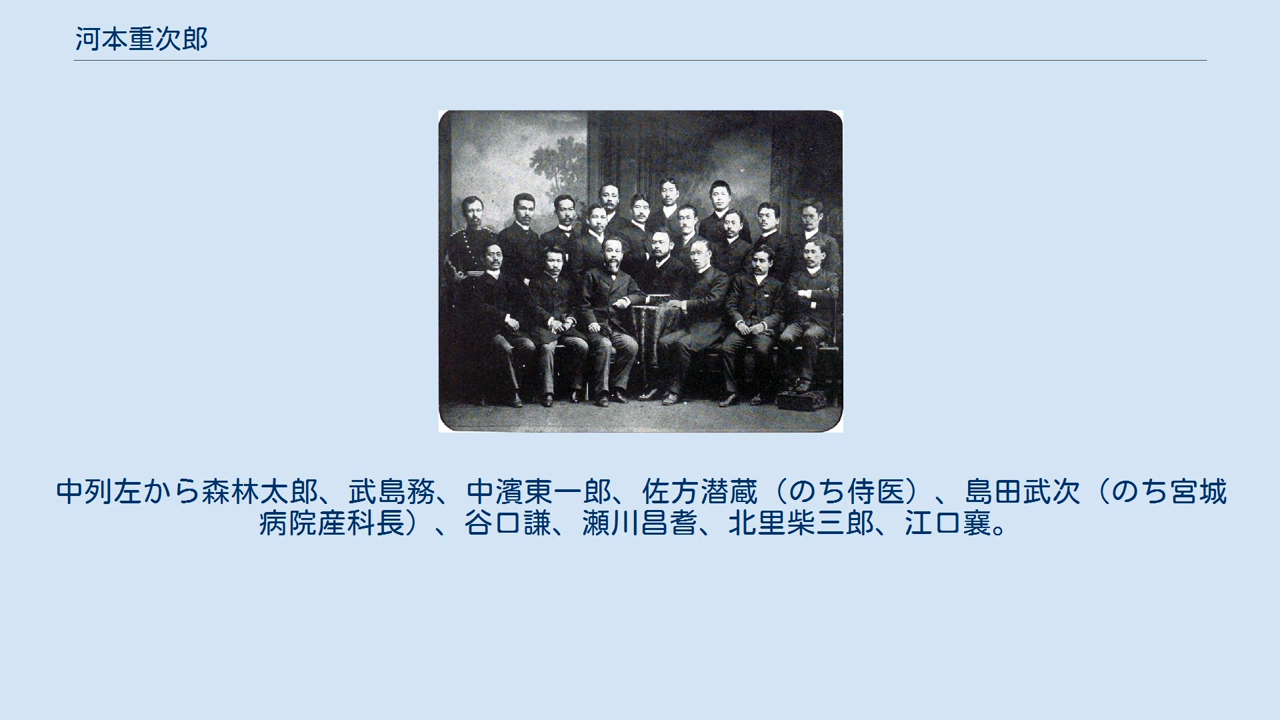 河本重次郎
中列左から森林太郎、武島務、中濱東一郎、佐方潜蔵（のち侍医）、島田武次（のち宮城
病院産科長）、谷口謙、瀬川昌耆、北里柴三郎、江口襄。